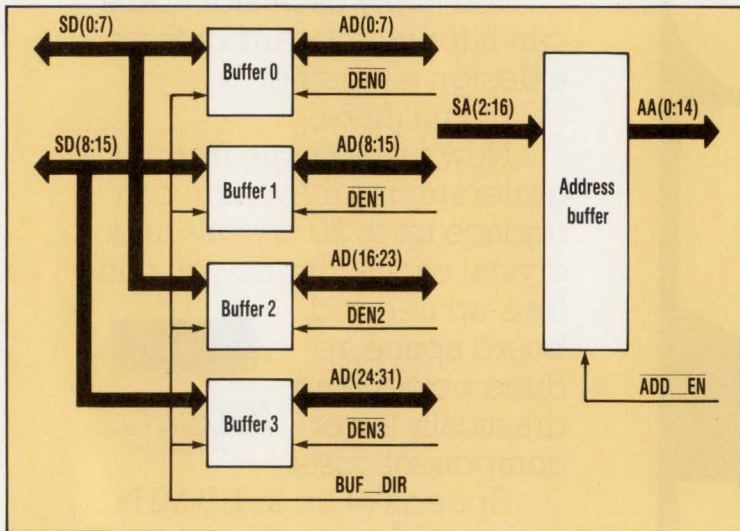 SD(0:7)
Buffer 0
AD(0:7)
DEN0
SD(8:15)
Buffer 1
AD(8:15)
DEN1
Buffer 2
AD(16:23)
DEN2
Buffer 3
AD(24:31)
DEN3
BUF__DIR
SA(2:16)
Address
buffer
AA(0:14)
ADD__EN